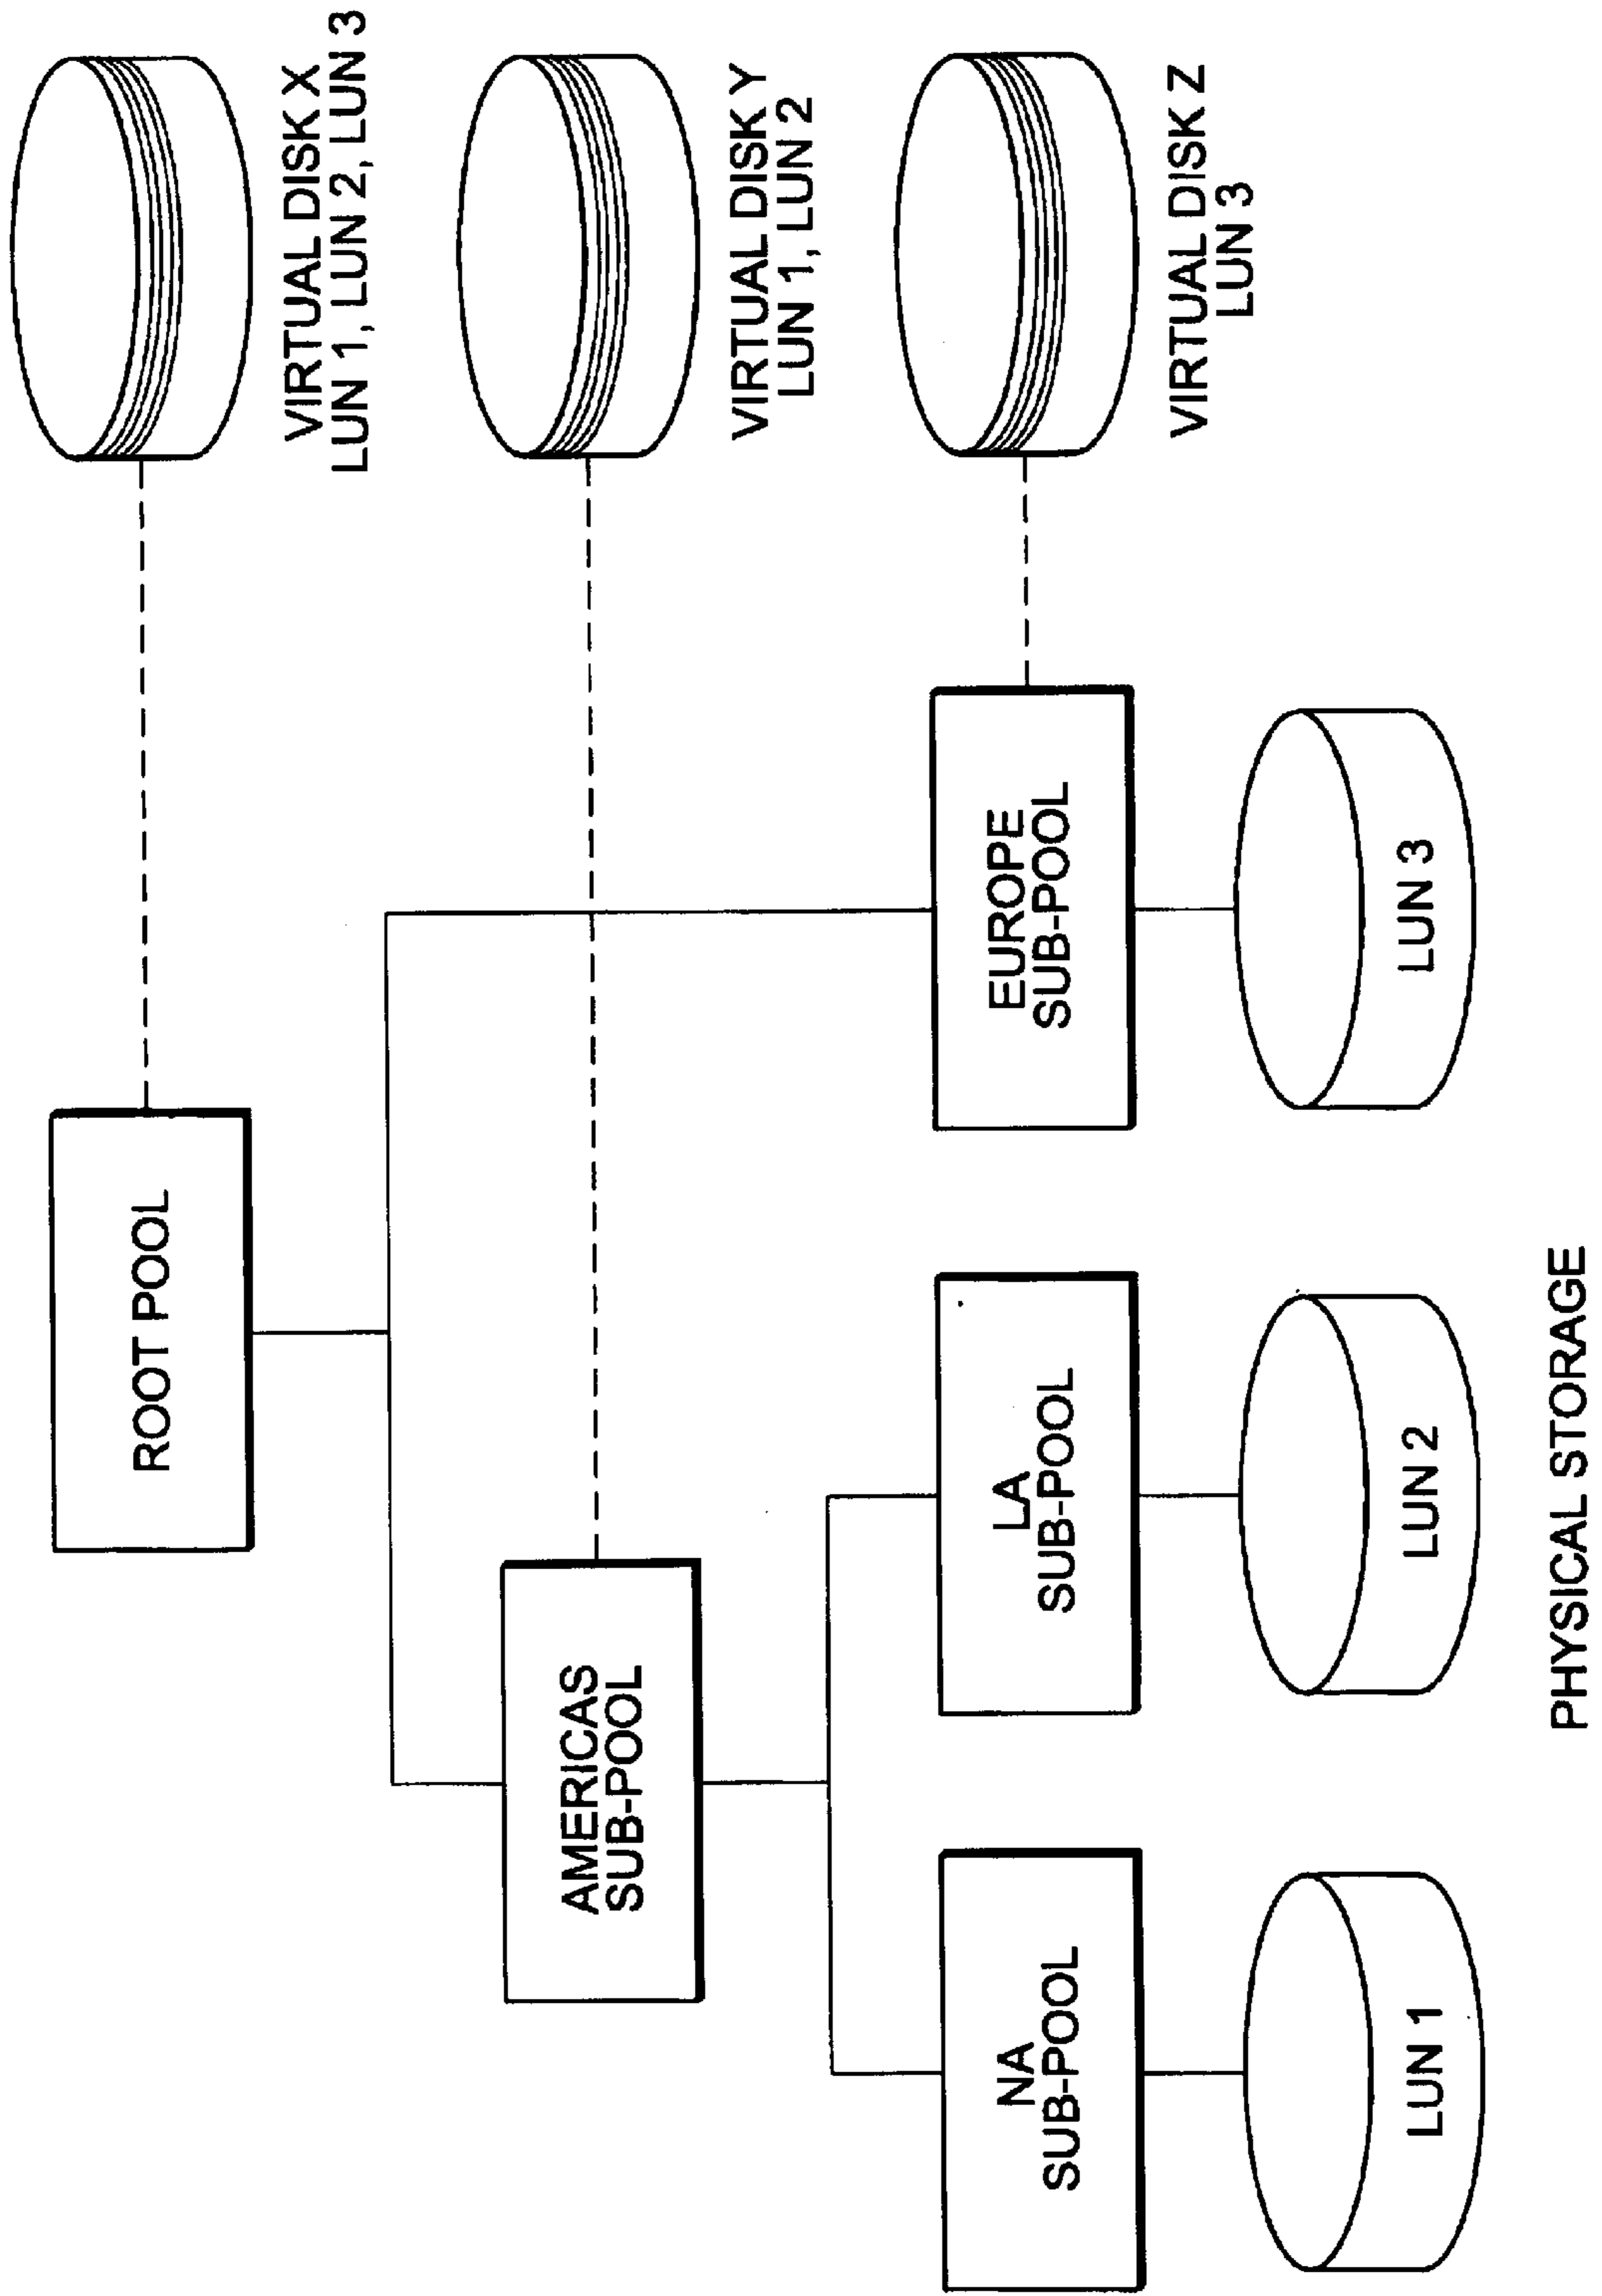 ROOT POOL
VIRTUAL DISK X
LUN 1, LUN 2, LUN 3
AMERICAS
SUB-POOL
VIRTUAL DISK Y
LUN 1, LUN 2
NA
SUB-POOL
LA
SUB-POOL
EUROPE
SUB-POOL
VIRTUAL DISK Z
LUN 3
LUN 1
LUN 2
LUN 3
PHYSICAL STORAGE